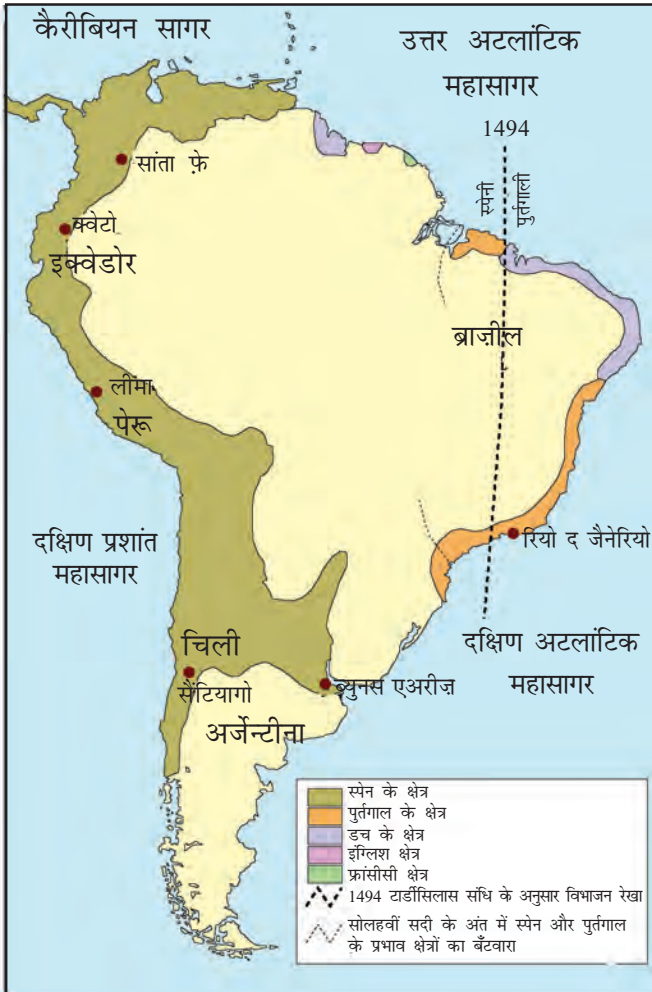 कैरीबियन सागर
उत्तर अटलांटिक
महासागर
1494
स्पेनी
पुर्तगाली
सांता फ़े
क्वेटो
इक्वेडोर
ब्राज़ील
लीमा
पेरू
रियो द जैनेरियो
दक्षिण प्रशांत
महासागर
दक्षिण अटलांटिक
महासागर
चिली
सैंटियागो
ब्युनस एअरीज़
अर्जेन्टीना
स्पेन के क्षेत्र
पुर्तगाल के क्षेत्र
डच के क्षेत्र
इंग्लिश क्षेत्र
फ्रांसीसी क्षेत्र
1494 टार्डीसिलास संधि के अनुसार विभाजन रेखा
सोलहवीं सदी के अंत में स्पेन और पुर्तगाल
के प्रभाव क्षेत्रों का बँटवारा